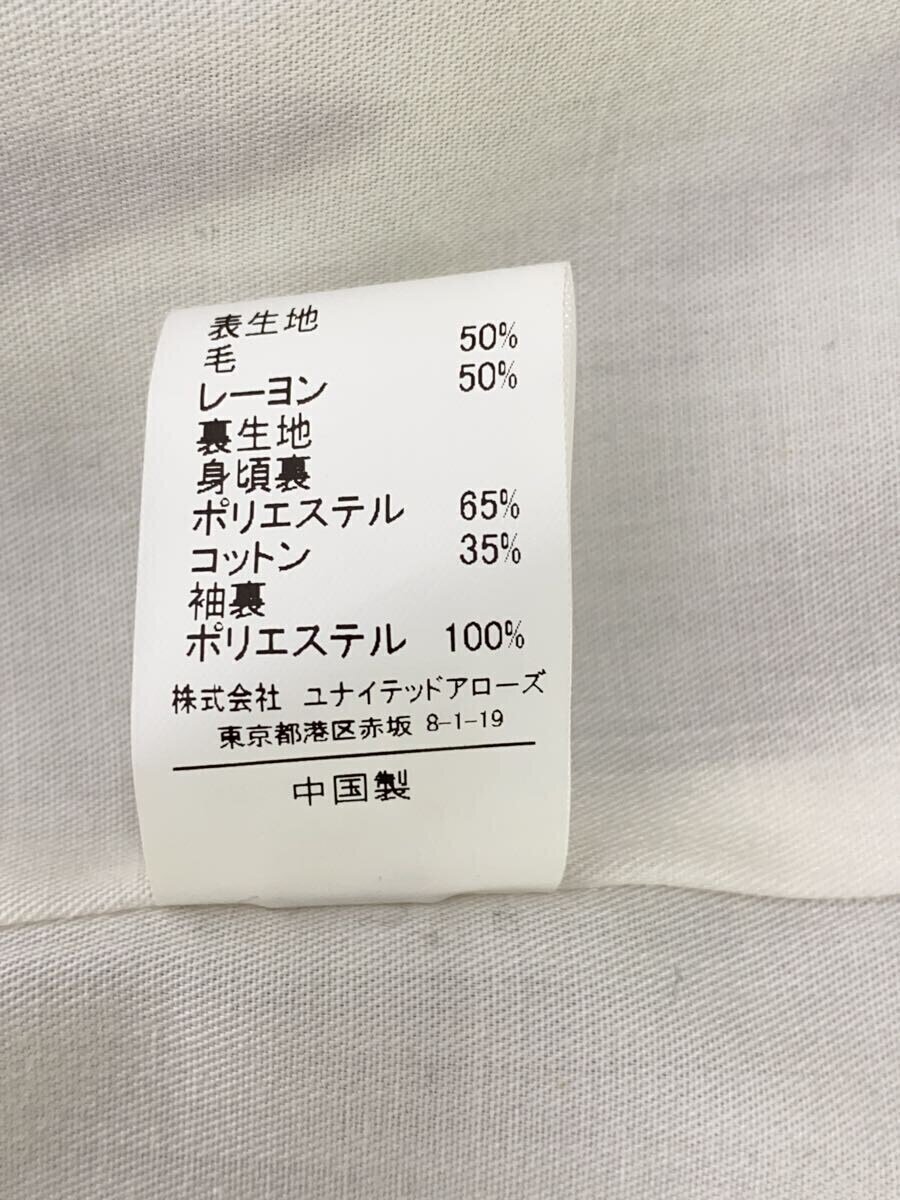 表生地
毛 50%
レーヨン 50%
裏生地
身頃裏
ポリエステル 65%
コットン 35%
袖裏
ポリエステル 100%
株式会社 ユナイテッドアローズ
東京都港区赤坂 8-1-19
中国製